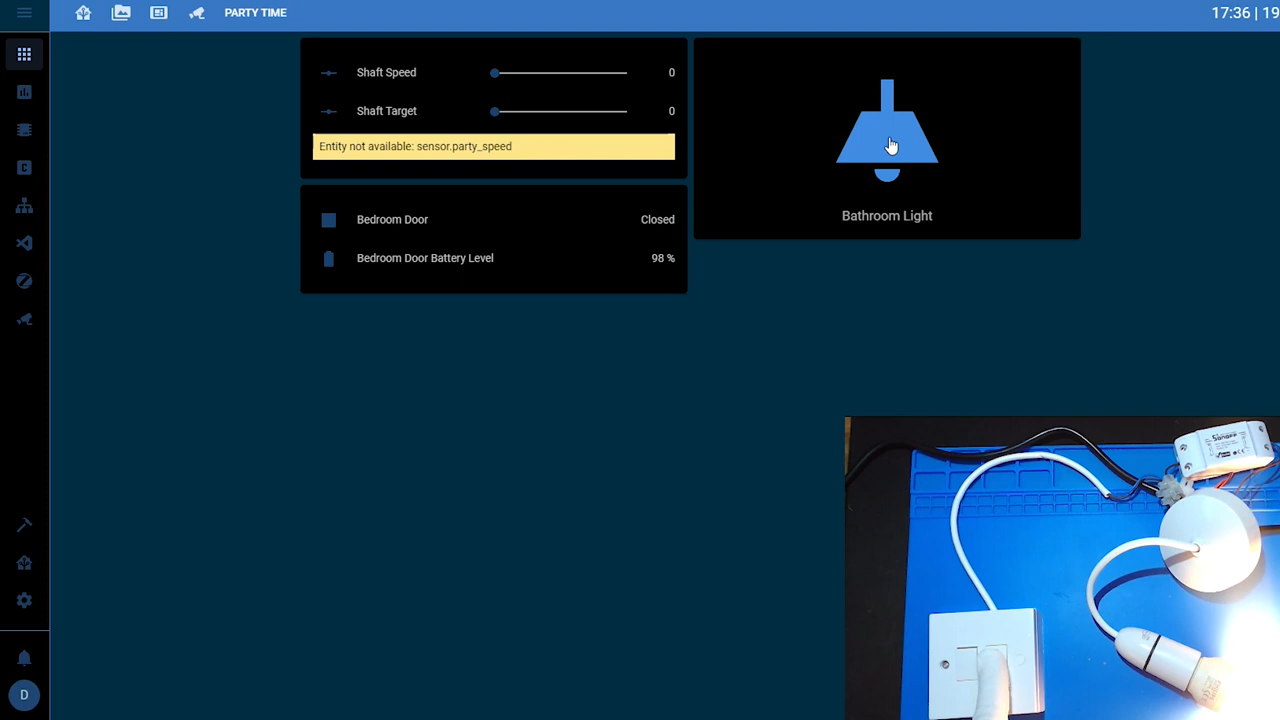 PARTY TIME
17:36 | 19
Shaft Speed 0
Shaft Target 0
Entity not available: sensor.party_speed
Bathroom Light
Bedroom Door Closed
Bedroom Door Battery Level 98 %
SonoFF
D